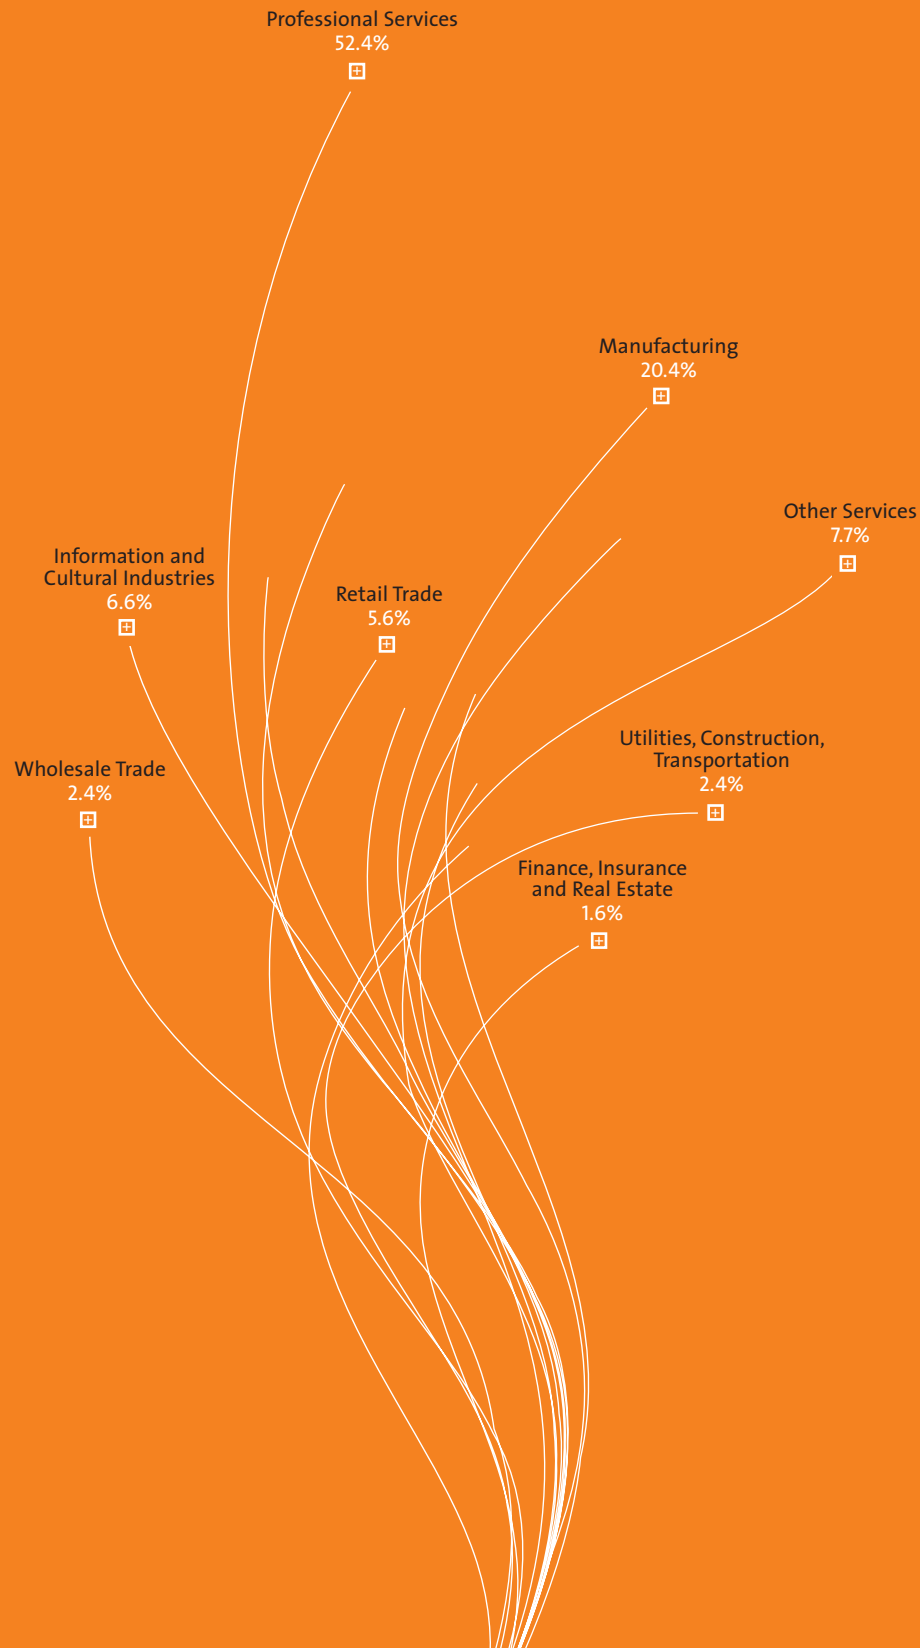 Professional Services
52.4%
Manufacturing
20.4%
Other Services
7.7%
Information and
Cultural Industries
6.6%
Retail Trade
5.6%
Utilities, Construction,
Transportation
2.4%
Wholesale Trade
2.4%
Finance, Insurance
and Real Estate
1.6%